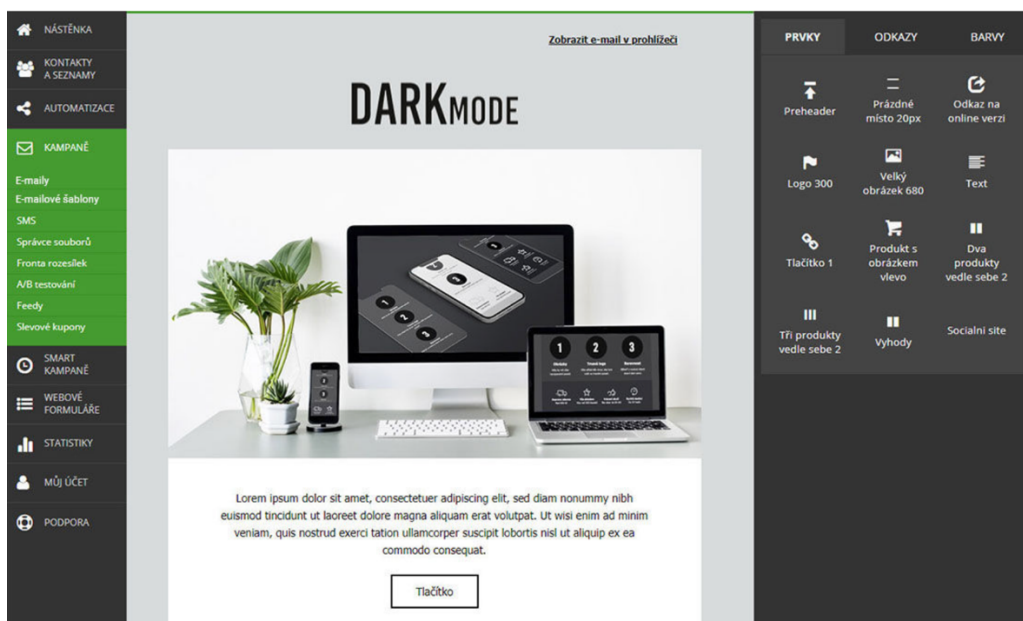 NÁSTĚNKA
KONTAKTY
A SEZNAMY
AUTOMATIZACE
KAMPANĚ
E-maily
E-mailové šablony
SMS
Správce souborů
Fronta rozesílek
A/B testování
Feedy
Slevové kupony
SMART
KAMPANĚ
WEBOVÉ
FORMULÁŘE
STATISTIKY
MŮJ ÚČET
PODPORA
Zobrazit e-mail v prohlížeči
DARKMODE
1 2 3
Lorem ipsum dolor sit amet, consectetuer adipiscing elit, sed diam nonummy nibh
euismod tincidunt ut laoreet dolore magna aliquam erat volutpat. Ut wisi enim ad minim
veniam, quis nostrud exerci tation ullamcorper suscipit lobortis nisl ut aliquip ex ea
commodo consequat.
Tlačítko
PRVKY ODKAZY BARVY
Preheader
Prázdné
místo 20px
Odkaz na
online verzi
Logo 300
Velký
obrázek 680
Text
Tlačítko 1
Produkt s
obrázkem
vlevo
Dva
produkty
vedle sebe 2
Tři produkty
vedle sebe 2
Vyhody
Socialni site